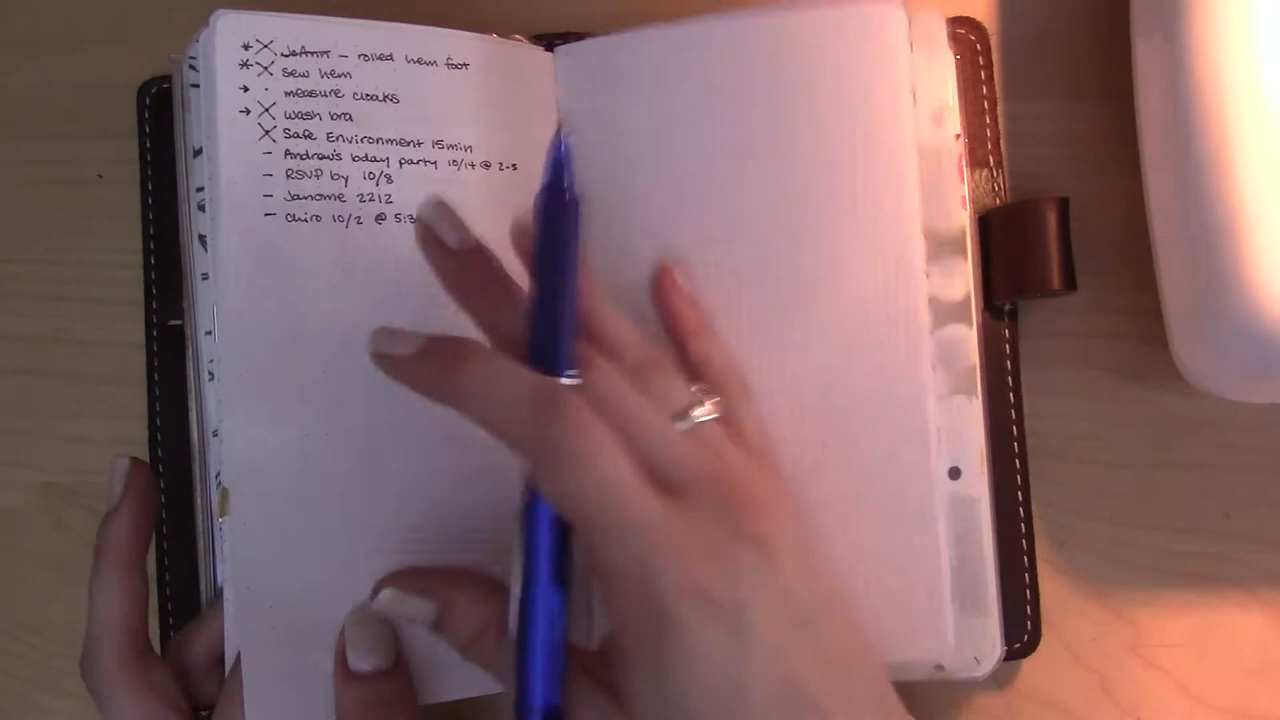 * X JoAnn – rolled hem foot
* X sew hem
→ · measure cloaks
→ X wash bra
X Safe Environment 15min
– Andrew's bday party 10/14 @ 2-5
– RSVP by 10/8
– Janome 2212
– chiro 10/2 @